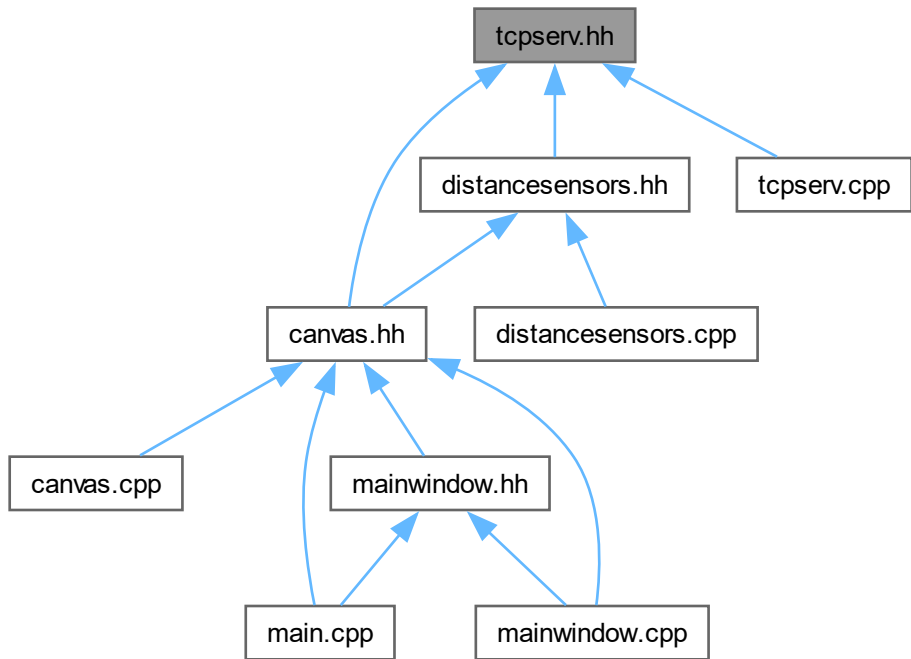 tcpserv.hh
distancesensors.hh
tcpserv.cpp
canvas.hh
distancesensors.cpp
canvas.cpp
mainwindow.hh
main.cpp
mainwindow.cpp